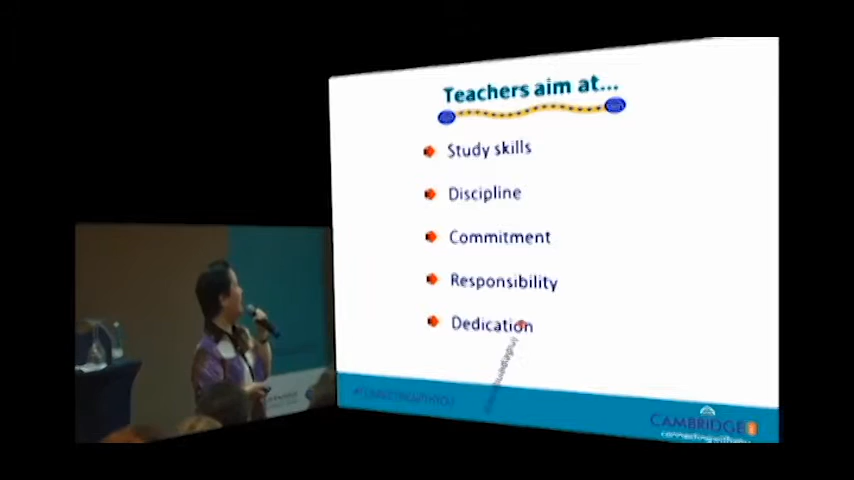 Teachers aim at...
Study skills
Discipline
Commitment
Responsibility
Dedication
CAMBRIDGE